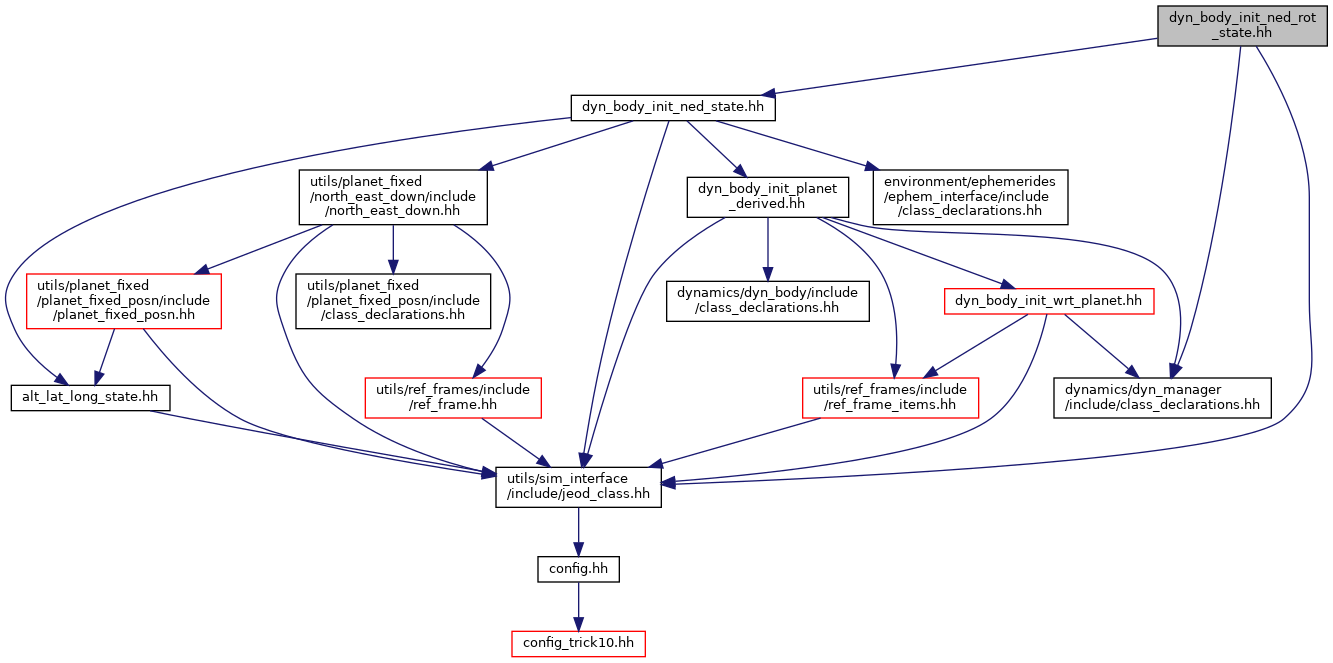 dyn_body_init_ned_rot
_state.hh
dyn_body_init_ned_state.hh
utils/planet_fixed
/north_east_down/include
/north_east_down.hh
dyn_body_init_planet
_derived.hh
environment/ephemerides
/ephem_interface/include
/class_declarations.hh
utils/planet_fixed
/planet_fixed_posn/include
/planet_fixed_posn.hh
utils/planet_fixed
/planet_fixed_posn/include
/class_declarations.hh
dynamics/dyn_body/include
/class_declarations.hh
dyn_body_init_wrt_planet.hh
alt_lat_long_state.hh
utils/ref_frames/include
/ref_frame.hh
utils/ref_frames/include
/ref_frame_items.hh
dynamics/dyn_manager
/include/class_declarations.hh
utils/sim_interface
/include/jeod_class.hh
config.hh
config_trick10.hh